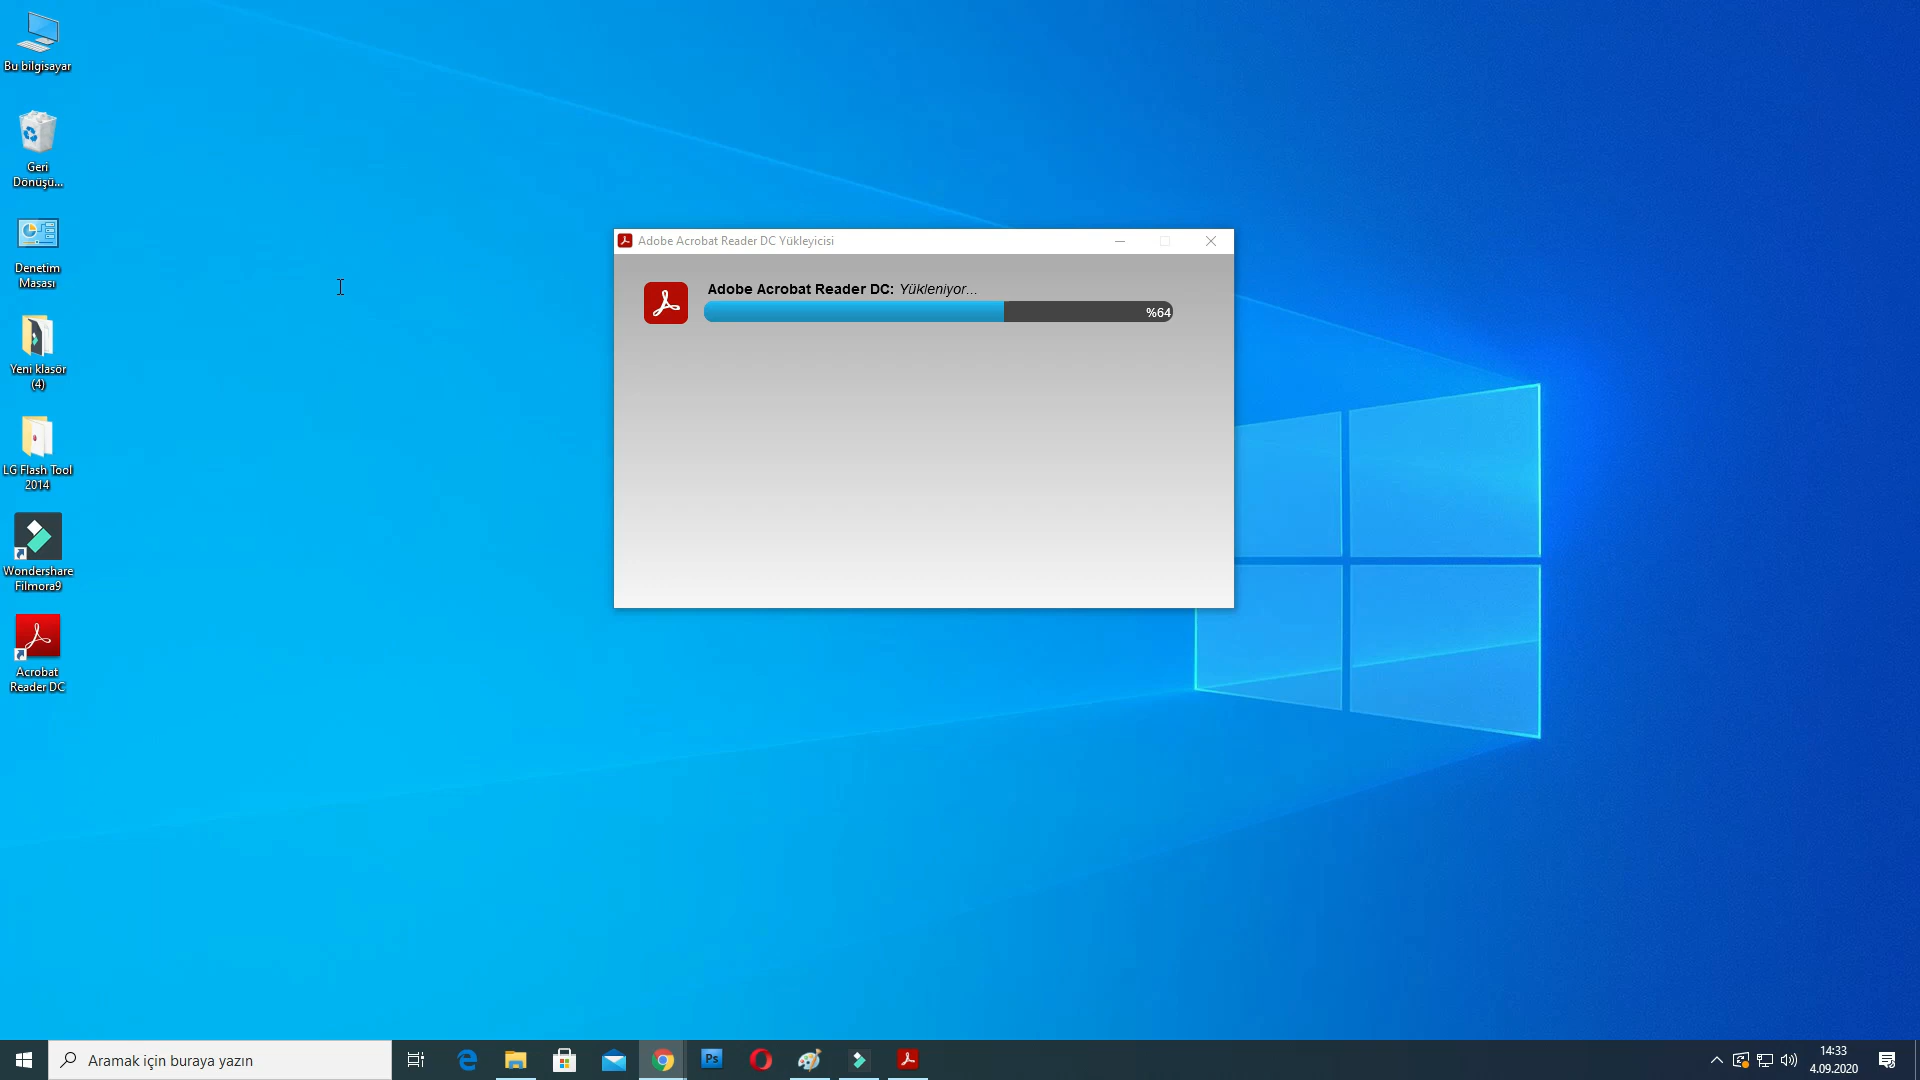 Bu bilgisayar
Geri
Dönüşü...
Denetim
Masası
Yeni klasör
(4)
LG Flash Tool
2014
Wondershare
Filmora9
Acrobat
Reader DC
Adobe Acrobat Reader DC Yükleyicisi
Adobe Acrobat Reader DC: Yükleniyor...
%64
Aramak için buraya yazın
Ps
14:33
4.09.2020